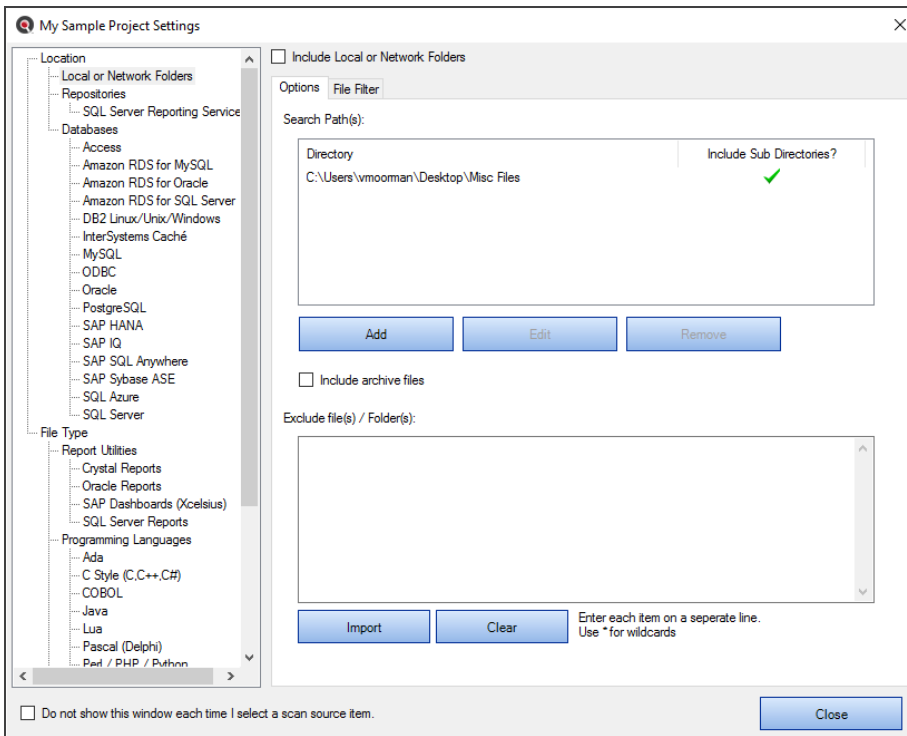 My Sample Project Settings
Location
Local or Network Folders
Repositories
SQL Server Reporting Service
Databases
Access
Amazon RDS for MySQL
Amazon RDS for Oracle
Amazon RDS for SQL Server
DB2 Linux/Unix/Windows
InterSystems Caché
MySQL
ODBC
Oracle
PostgreSQL
SAP HANA
SAP IQ
SAP SQL Anywhere
SAP Sybase ASE
SQL Azure
SQL Server
File Type
Report Utilities
Crystal Reports
Oracle Reports
SAP Dashboards (Xcelsius)
SQL Server Reports
Programming Languages
Ada
C Style (C,C++,C#)
COBOL
Java
Lua
Pascal (Delphi)
Perl / PHP / Python
Include Local or Network Folders
Options File Filter
Search Path(s):
Directory Include Sub Directories?
C:\Users\vmoorman\Desktop\Misc Files
Add Edit Remove
Include archive files
Exclude file(s) / Folder(s):
Import Clear
Enter each item on a seperate line.
Use * for wildcards
Do not show this window each time I select a scan source item.
Close